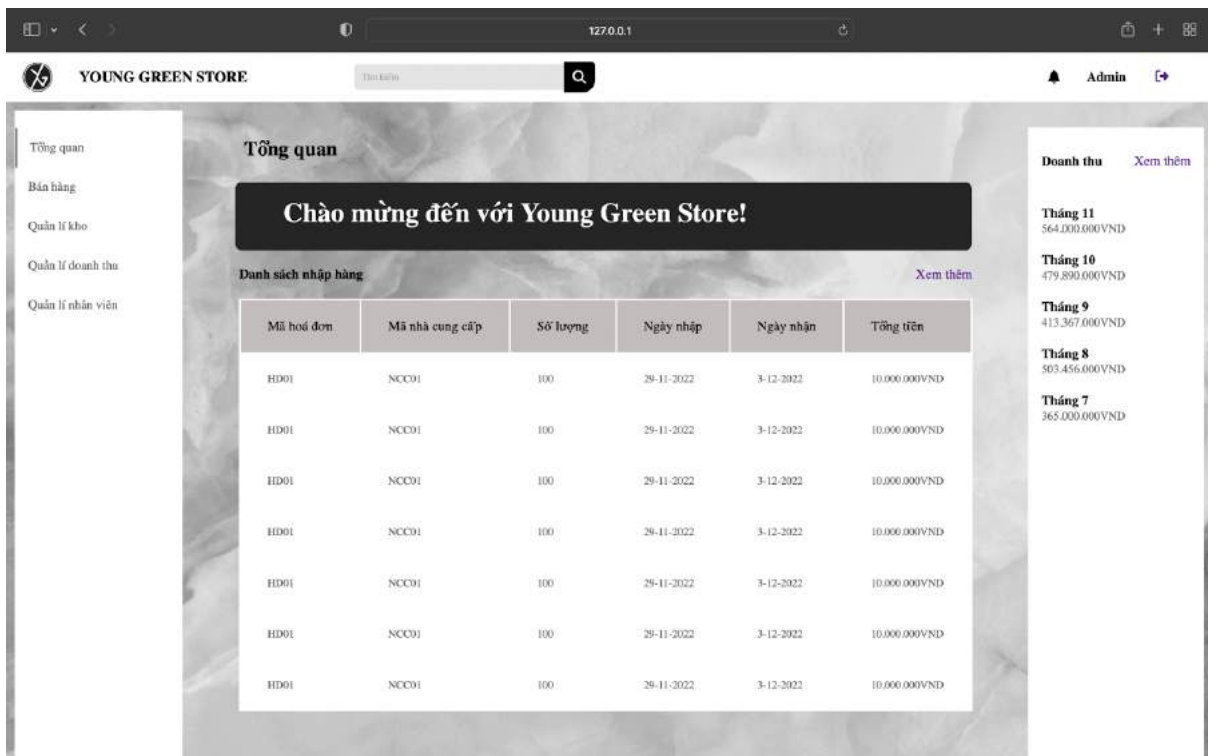 127.0.0.1
YOUNG GREEN STORE
Tìm kiếm
Admin
Tổng quan
Bán hàng
Quản lí kho
Quản lí doanh thu
Quản lí nhân viên
Tổng quan
Chào mừng đến với Young Green Store!
Danh sách nhập hàng Xem thêm
Mã hoá đơn Mã nhà cung cấp Số lượng Ngày nhập Ngày nhận Tổng tiền
HD01 NCC01 100 29-11-2022 3-12-2022 10.000.000VND
HD01 NCC01 100 29-11-2022 3-12-2022 10.000.000VND
HD01 NCC01 100 29-11-2022 3-12-2022 10.000.000VND
HD01 NCC01 100 29-11-2022 3-12-2022 10.000.000VND
HD01 NCC01 100 29-11-2022 3-12-2022 10.000.000VND
HD01 NCC01 100 29-11-2022 3-12-2022 10.000.000VND
HD01 NCC01 100 29-11-2022 3-12-2022 10.000.000VND
Doanh thu Xem thêm
Tháng 11
564.000.000VND
Tháng 10
479.890.000VND
Tháng 9
413.367.000VND
Tháng 8
503.456.000VND
Tháng 7
365.000.000VND